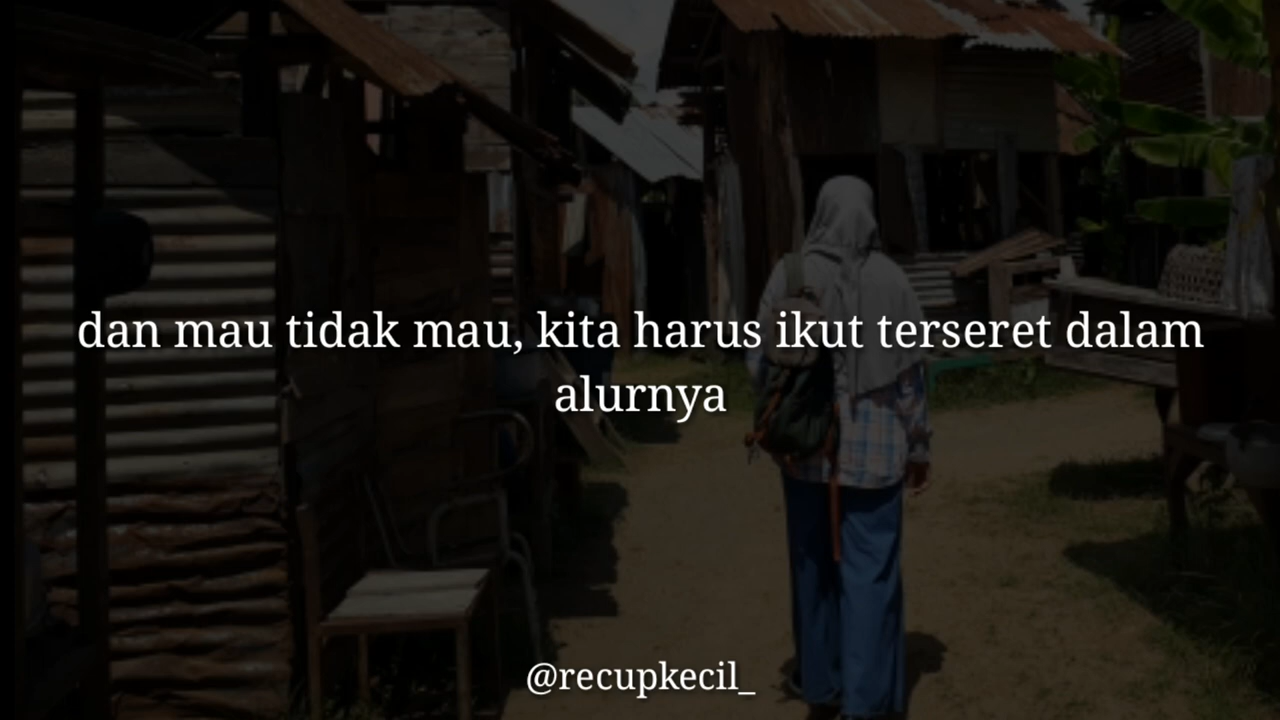 dan mau tidak mau, kita harus ikut terseret dalam
alurnya
@recupkecil_